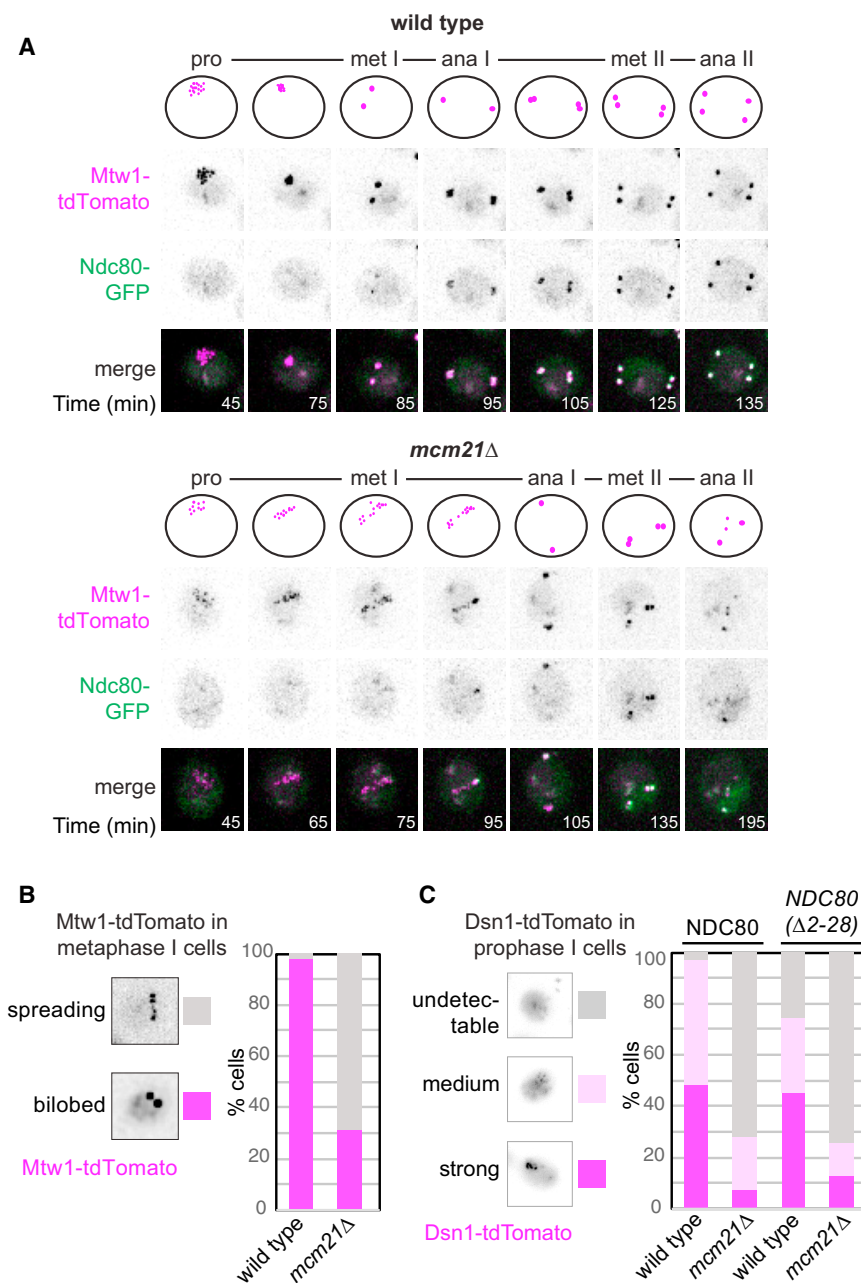 wild type
A
pro met I ana I met II ana II
Mtw1-
tdTomato
Ndc80-
GFP
merge
Time (min)
45 75 85 95 105 125 135
mcm21Δ
pro met I ana I met II ana II
Mtw1-
tdTomato
Ndc80-
GFP
merge
Time (min)
45 65 75 95 105 135 195
B
Mtw1-tdTomato in
metaphase I cells
spreading
bilobed
Mtw1-tdTomato
% cells
100
80
60
40
20
0
wild type
mcm21Δ
C
Dsn1-tdTomato in
prophase I cells
undetec-
table
medium
strong
Dsn1-tdTomato
NDC80
NDC80
(Δ2-28)
% cells
100
80
60
40
20
0
wild type
mcm21Δ
wild type
mcm21Δ